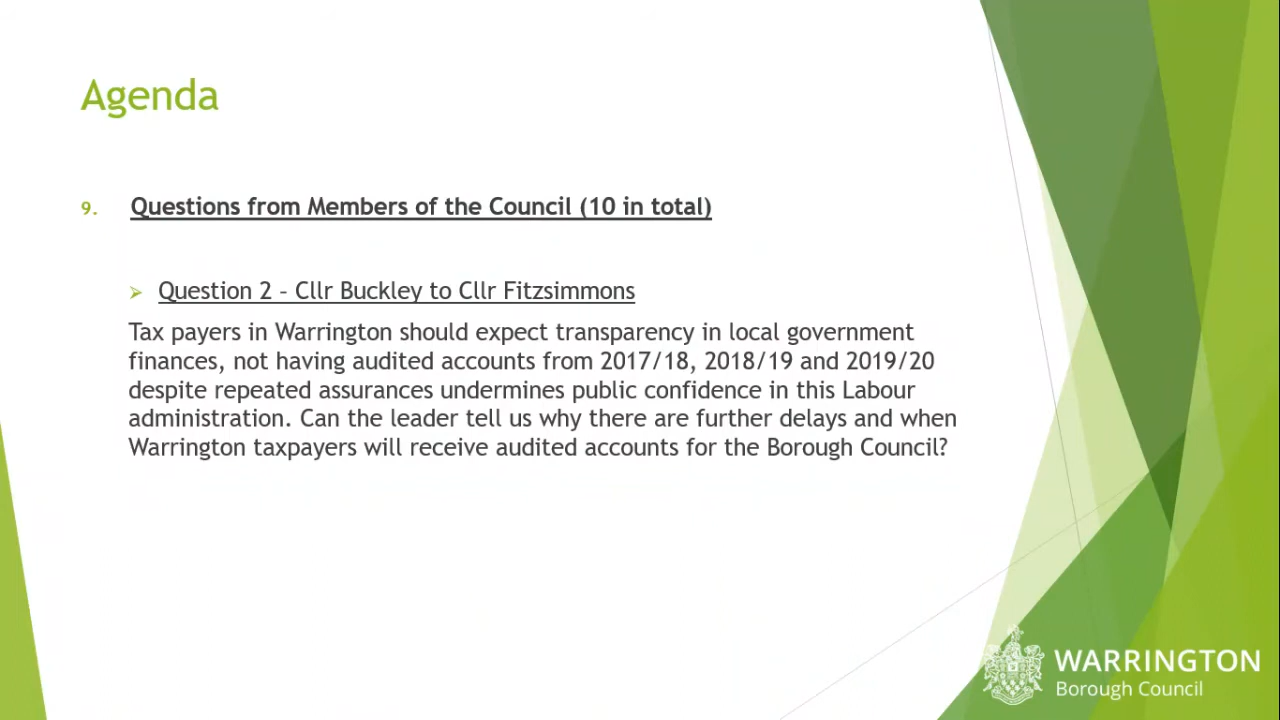 Agenda
9. Questions from Members of the Council (10 in total)
Question 2 – Cllr Buckley to Cllr Fitzsimmons
Tax payers in Warrington should expect transparency in local government
finances, not having audited accounts from 2017/18, 2018/19 and 2019/20
despite repeated assurances undermines public confidence in this Labour
administration. Can the leader tell us why there are further delays and when
Warrington taxpayers will receive audited accounts for the Borough Council?
WARRINGTON
Borough Council